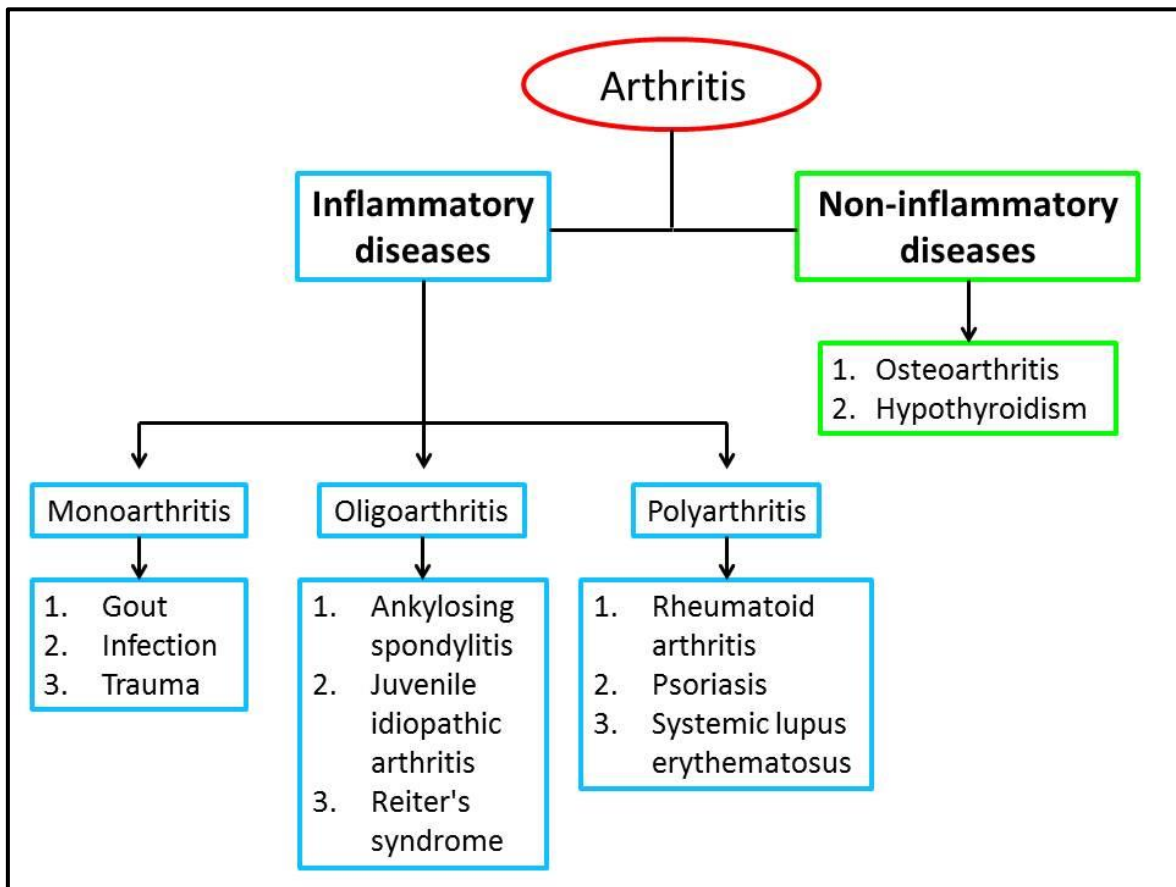 Arthritis
Inflammatory
diseases
Non-inflammatory
diseases
1. Osteoarthritis
2. Hypothyroidism
Monoarthritis
Oligoarthritis
Polyarthritis
1. Gout
2. Infection
3. Trauma
1. Ankylosing
spondylitis
2. Juvenile
idiopathic
arthritis
3. Reiter's
syndrome
1. Rheumatoid
arthritis
2. Psoriasis
3. Systemic lupus
erythematosus